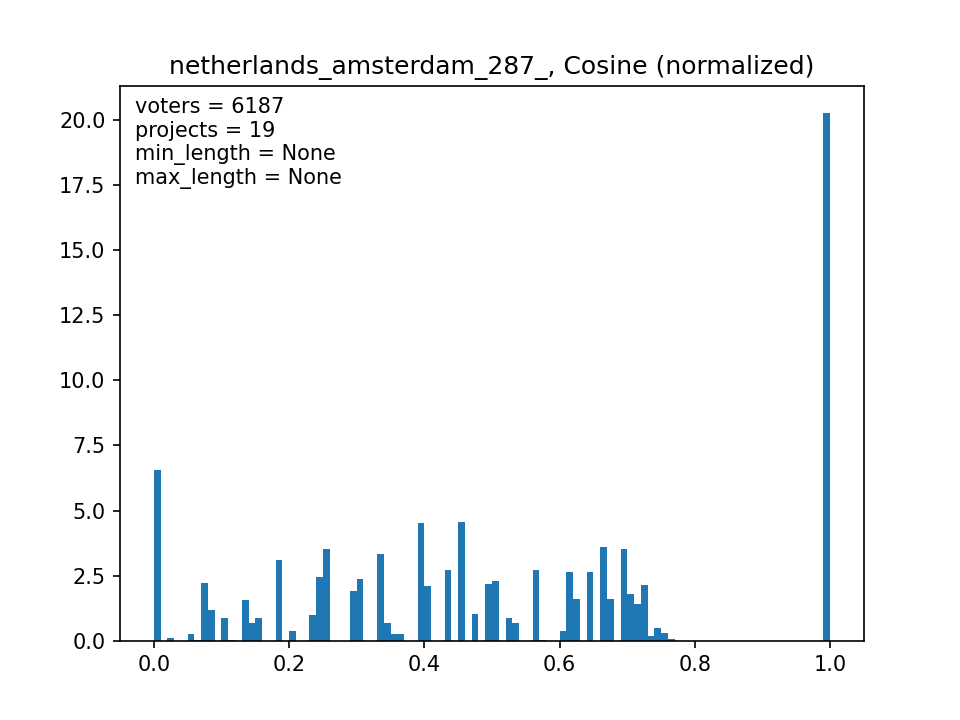 netherlands_amsterdam_287_, Cosine (normalized)
voters = 6187
projects = 19
min_length = None
max_length = None
20.0
17.5
15.0
12.5
10.0
7.5
5.0
2.5
0.0
0.0 0.2 0.4 0.6 0.8 1.0